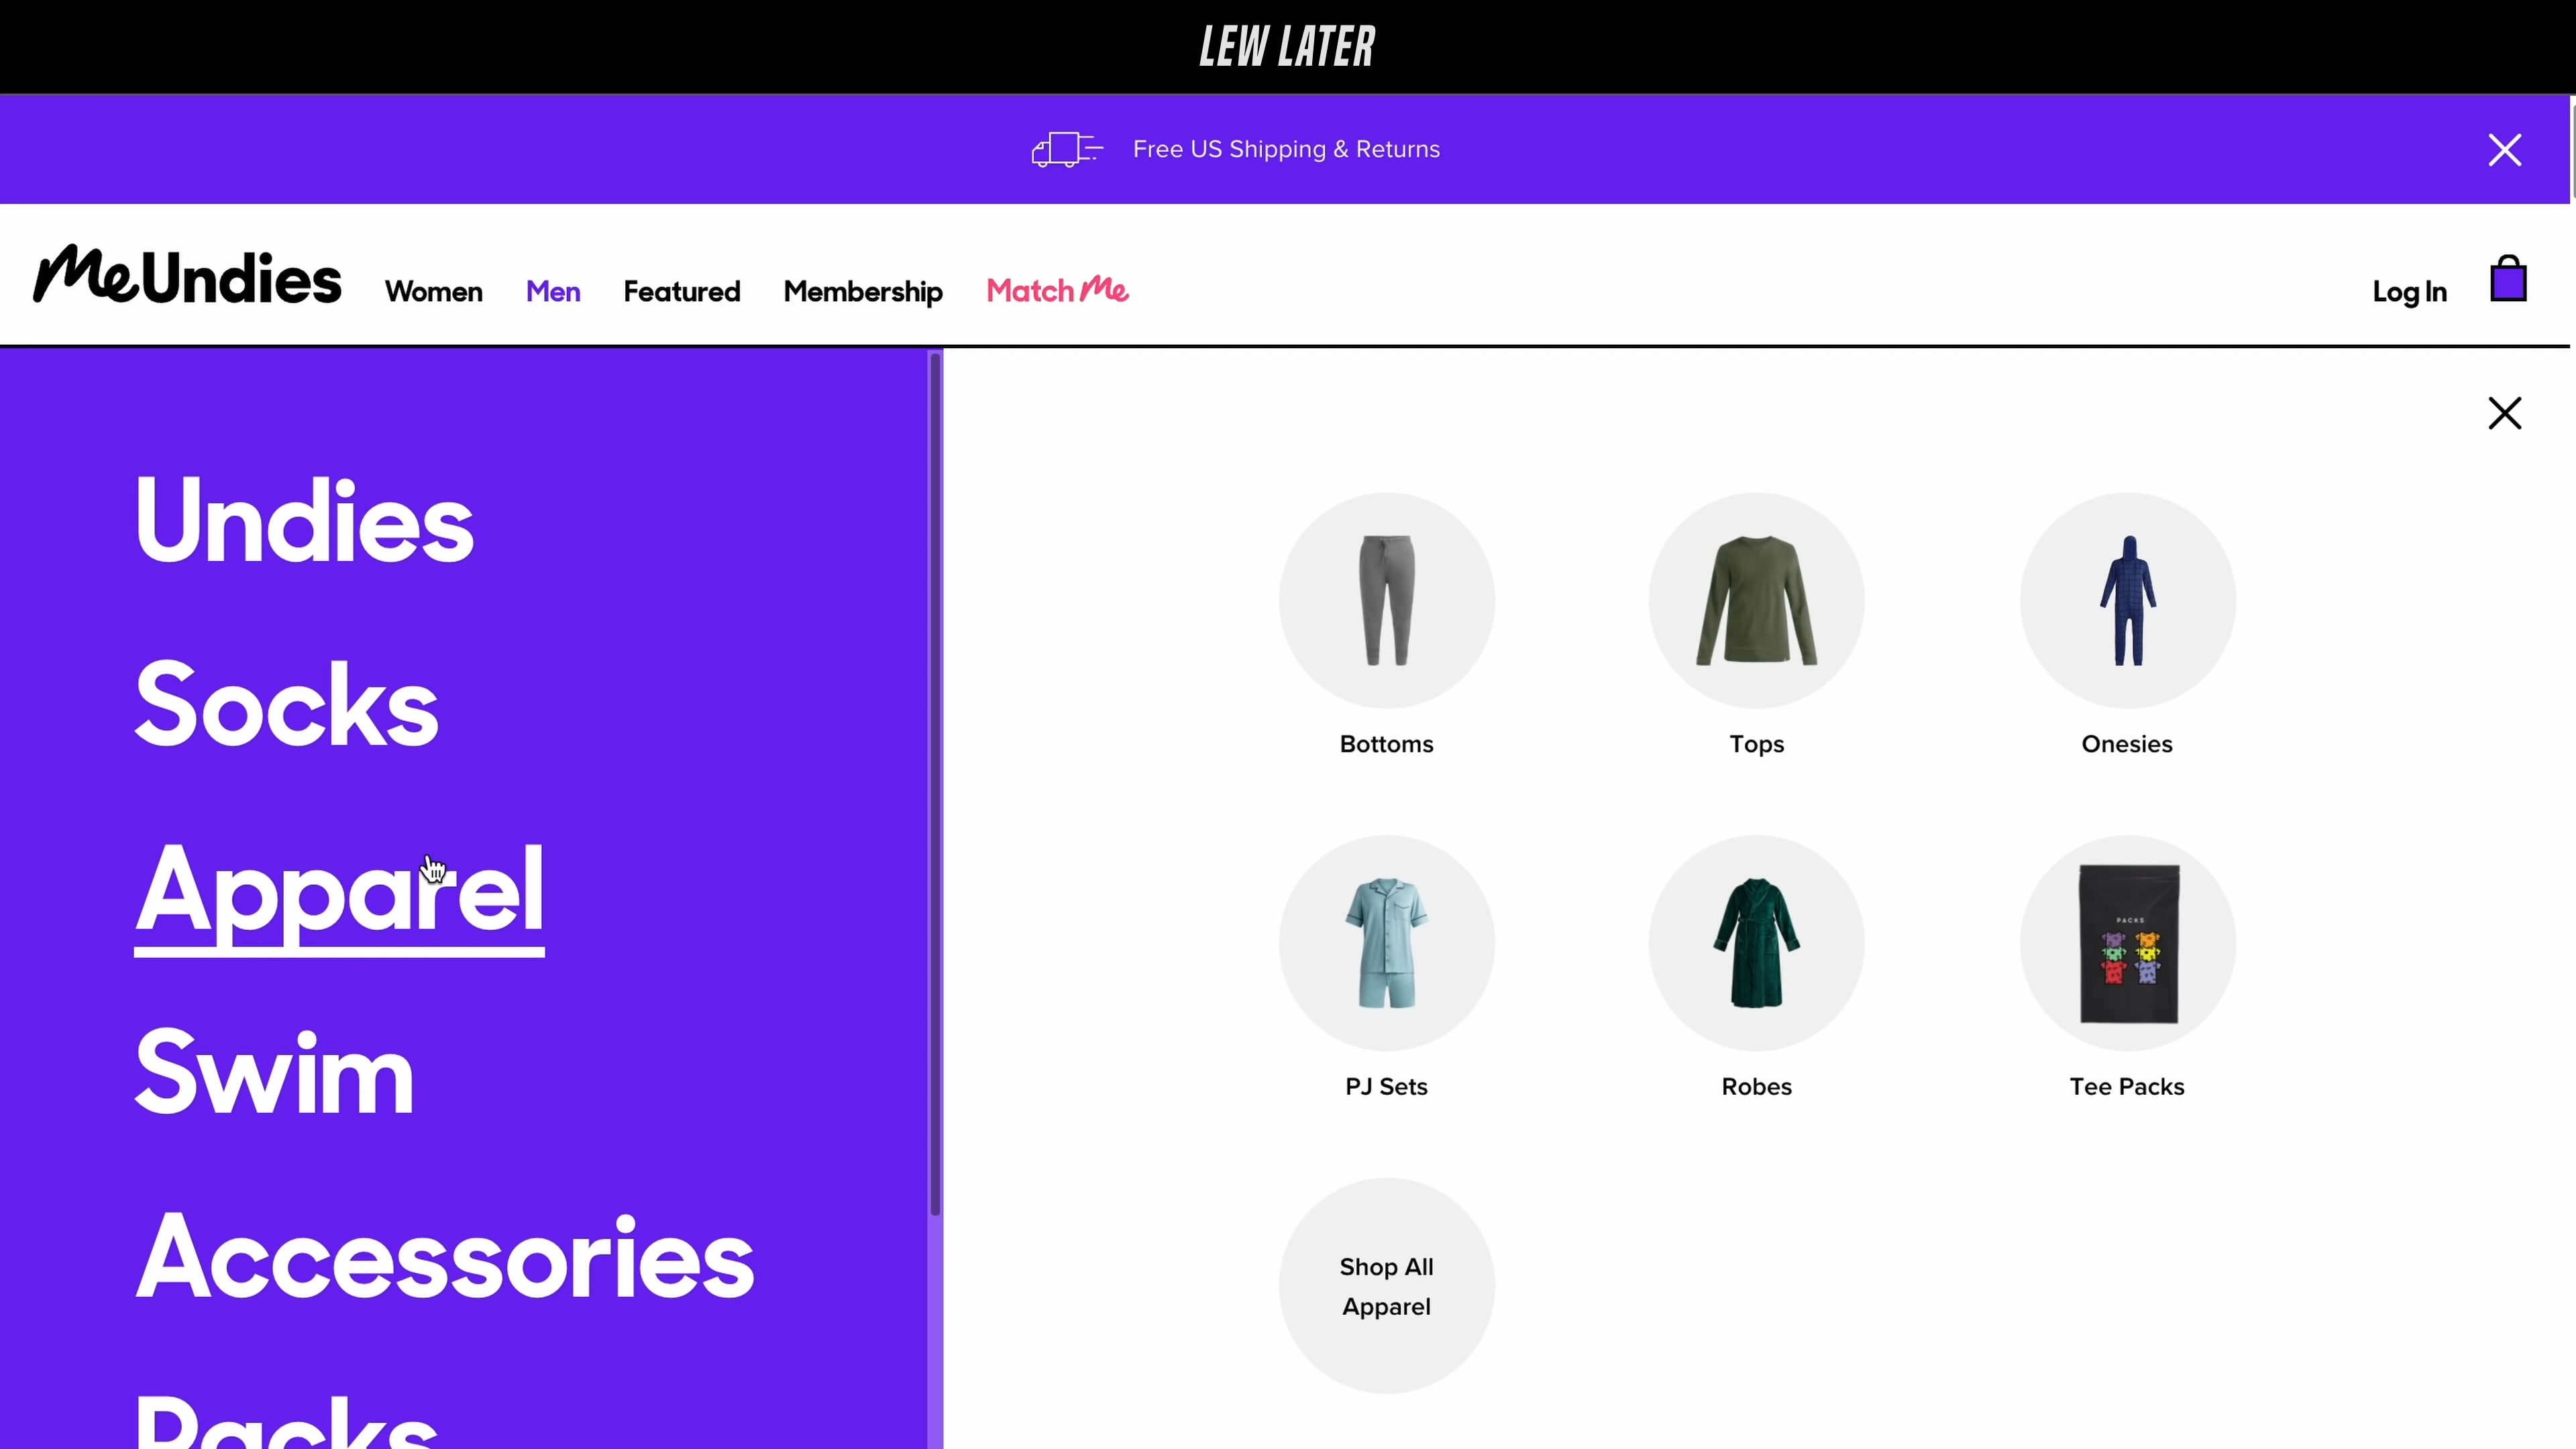 LEW LATER
Free US Shipping & Returns
MeUndies Women Men Featured Membership Match Me Log In
Undies
Socks
Apparel
Swim
Accessories
Packs
Bottoms Tops Onesies
PACKS
PJ Sets Robes Tee Packs
Shop All
Apparel